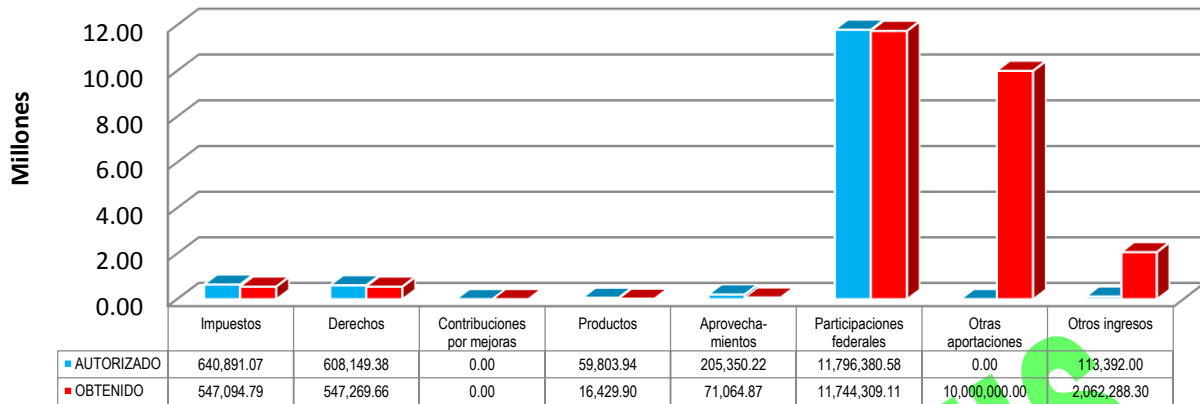 Millones
12.00
10.00
8.00
6.00
4.00
2.00
0.00
Impuestos Derechos Contribuciones por mejoras Productos Aprovecha-mientos Participaciones federales Otras aportaciones Otros ingresos
AUTORIZADO 640,891.07 608,149.38 0.00 59,803.94 205,350.22 11,796,380.58 0.00 113,392.00
OBTENIDO 547,094.79 547,269.66 0.00 16,429.90 71,064.87 11,744,309.11 10,000,000.00 2,062,288.30